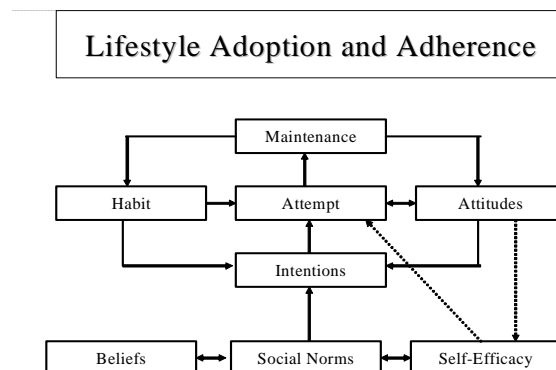 Lifestyle Adoption and Adherence
Maintenance
Habit
Attempt
Attitudes
Intentions
Beliefs
Social Norms
Self-Efficacy